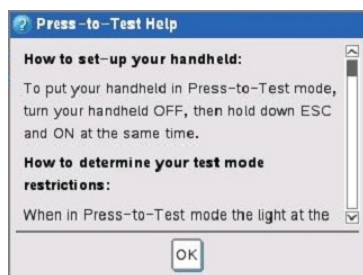 Press-to-Test Help
How to set-up your handheld:
To put your handheld in Press-to-Test mode,
turn your handheld OFF, then hold down ESC
and ON at the same time.
How to determine your test mode
restrictions:
When in Press-to-Test mode the light at the
OK